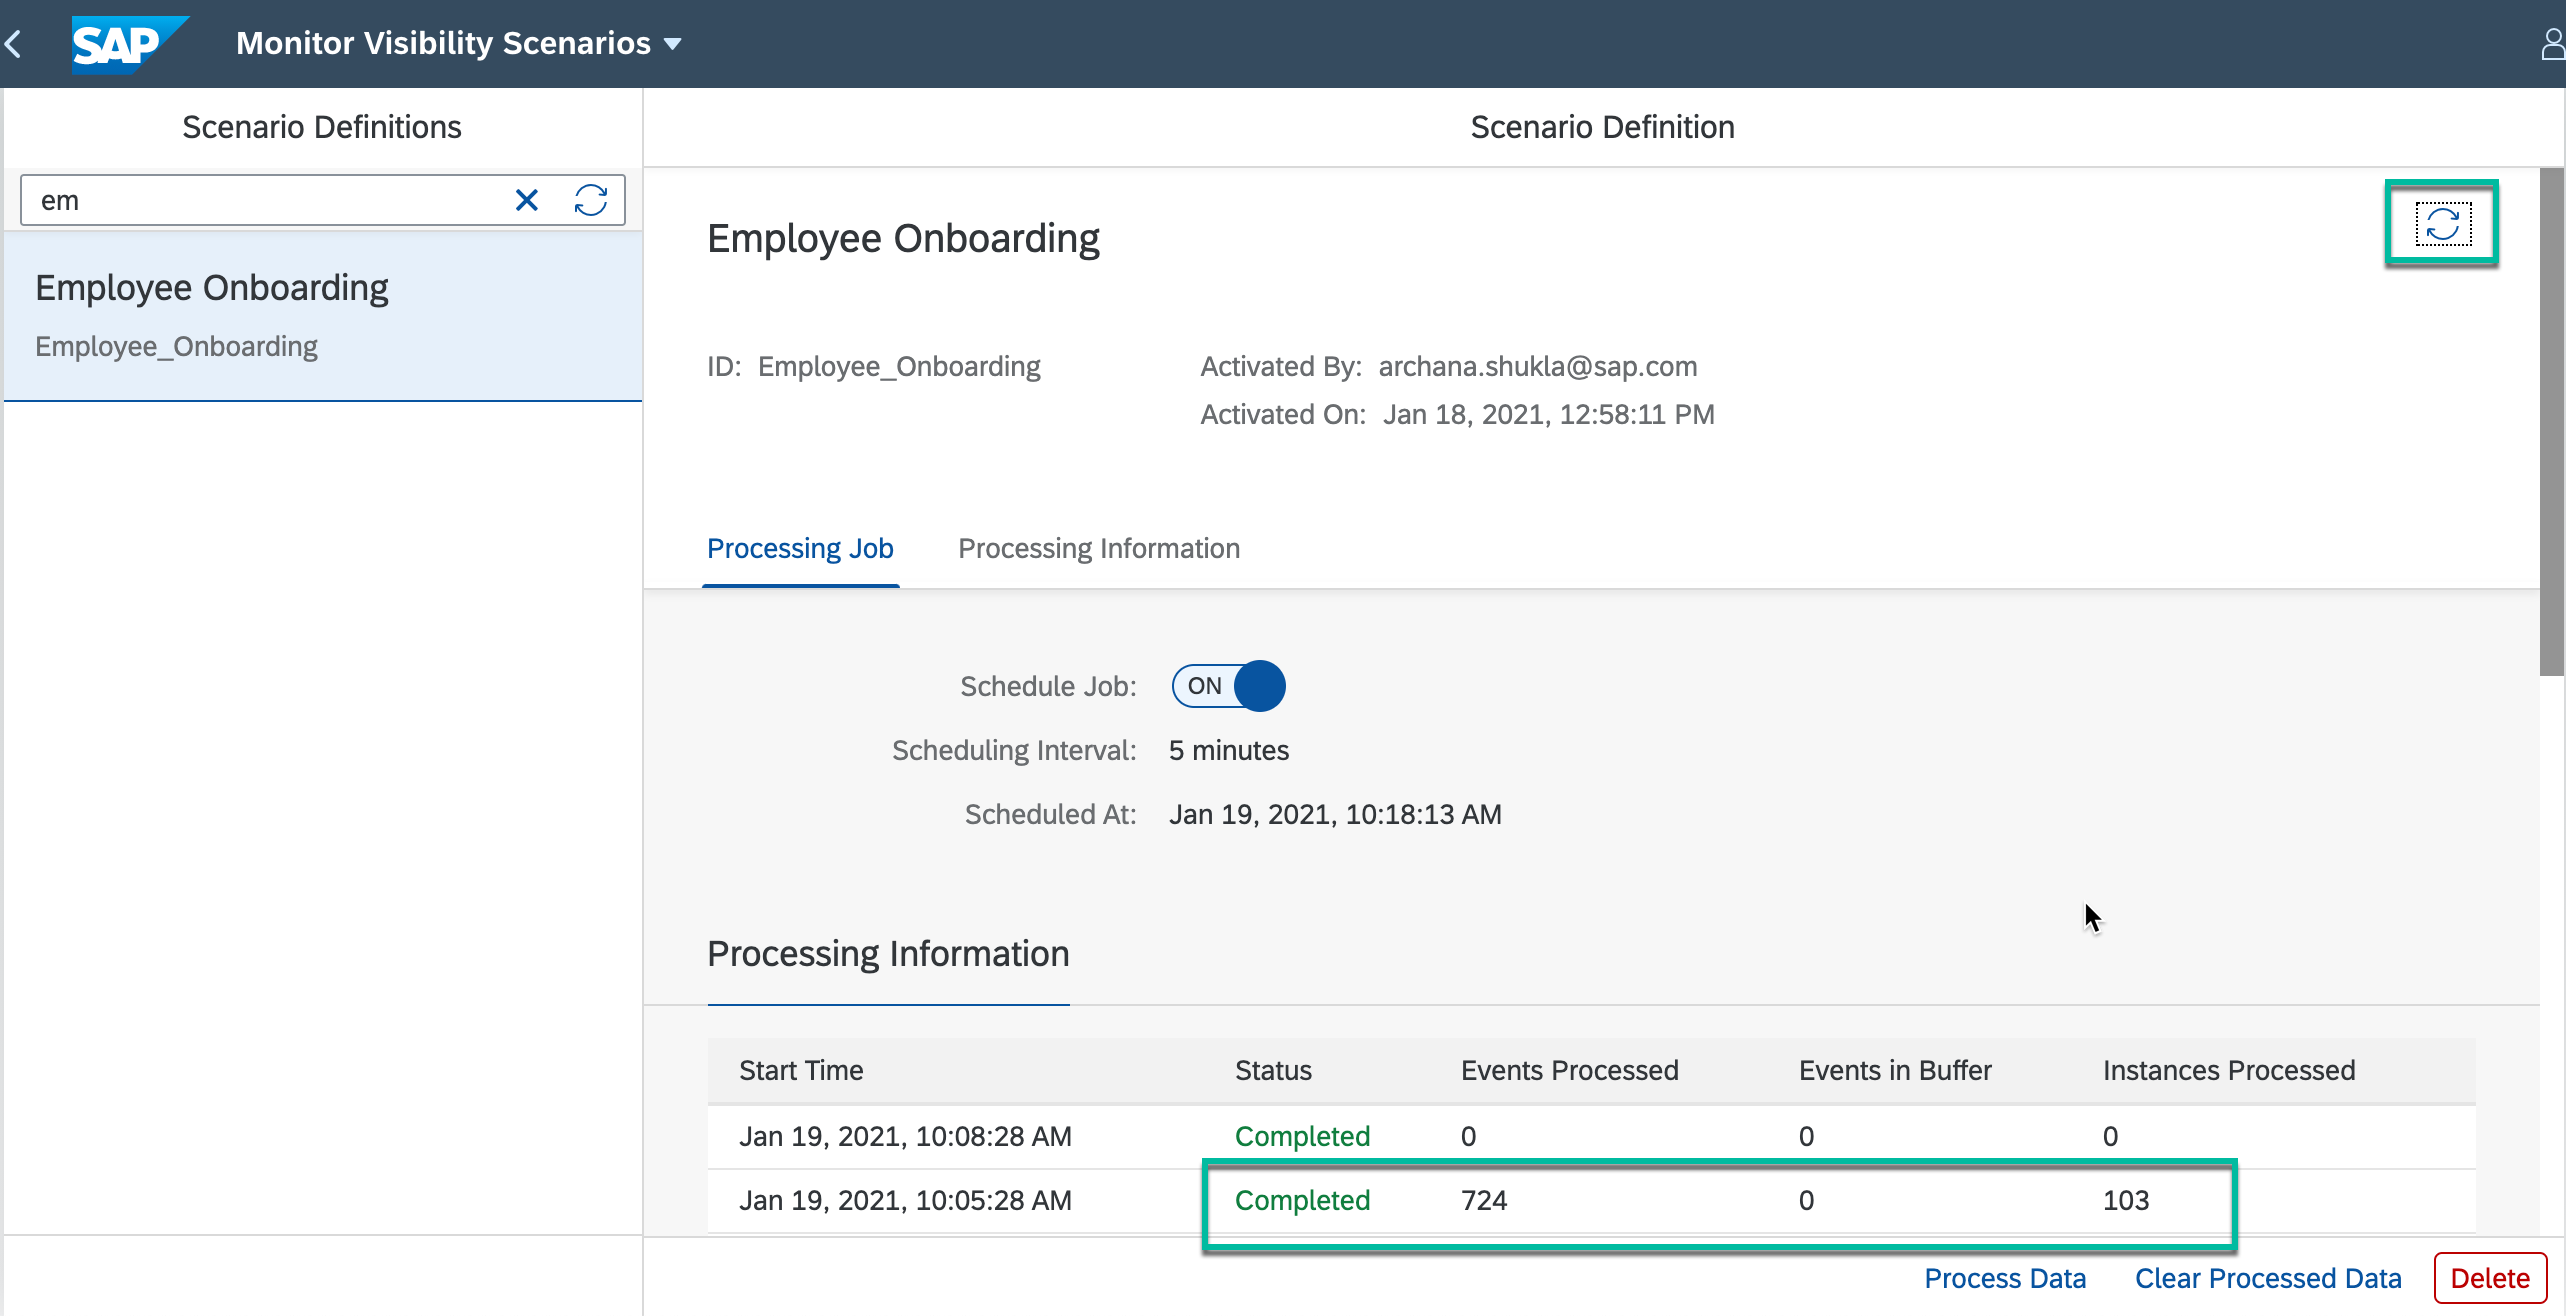 SAP Monitor Visibility Scenarios
Scenario Definitions
em
Employee Onboarding
Employee_Onboarding
Scenario Definition
Employee Onboarding
ID: Employee_Onboarding
Activated By: archana.shukla@sap.com
Activated On: Jan 18, 2021, 12:58:11 PM
Processing Job Processing Information
Schedule Job: ON
Scheduling Interval: 5 minutes
Scheduled At: Jan 19, 2021, 10:18:13 AM
Processing Information
Start Time Status Events Processed Events in Buffer Instances Processed
Jan 19, 2021, 10:08:28 AM Completed 0 0 0
Jan 19, 2021, 10:05:28 AM Completed 724 0 103
Process Data Clear Processed Data Delete